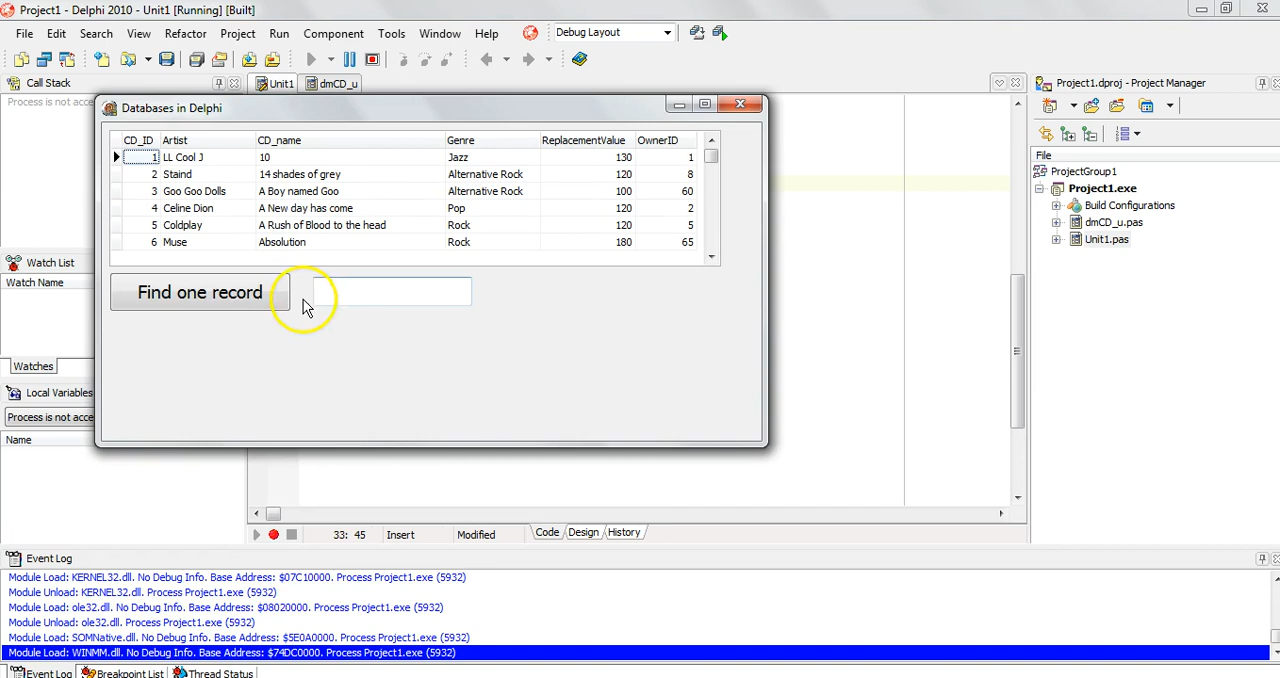 Project1 - Delphi 2010 - Unit1 [Running] [Built]
File Edit Search View Refactor Project Run Component Tools Window Help Debug Layout
Call Stack
Unit1 dmCD_u
Project1.dproj - Project Manager
Process is not acce
Databases in Delphi
CD_ID Artist CD_name Genre ReplacementValue OwnerID
1 LL Cool J 10 Jazz 130 1
2 Staind 14 shades of grey Alternative Rock 120 8
3 Goo Goo Dolls A Boy named Goo Alternative Rock 100 60
4 Celine Dion A New day has come Pop 120 2
5 Coldplay A Rush of Blood to the head Rock 120 5
6 Muse Absolution Rock 180 65
Find one record
File
ProjectGroup1
Project1.exe
Build Configurations
dmCD_u.pas
Unit1.pas
Watch List
Watch Name
Watches
Local Variables
Process is not acce
Name
33: 45 Insert Modified Code Design History
Event Log
Module Load: KERNEL32.dll. No Debug Info. Base Address: $07C10000. Process Project1.exe (5932)
Module Unload: KERNEL32.dll. Process Project1.exe (5932)
Module Load: ole32.dll. No Debug Info. Base Address: $08020000. Process Project1.exe (5932)
Module Unload: ole32.dll. Process Project1.exe (5932)
Module Load: SOMNative.dll. No Debug Info. Base Address: $5E0A0000. Process Project1.exe (5932)
Module Load: WINMM.dll. No Debug Info. Base Address: $74DC0000. Process Project1.exe (5932)
Event Log Breakpoint List Thread Status